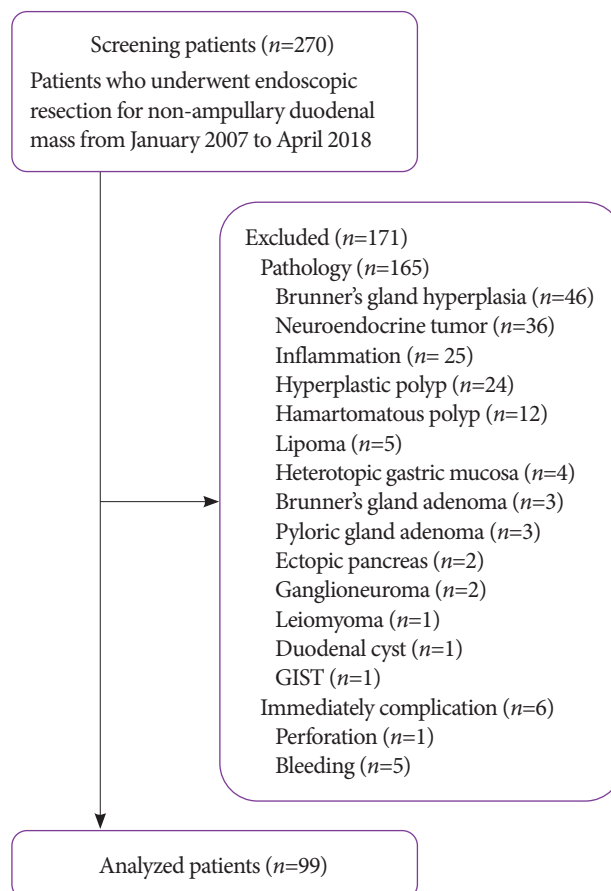 Screening patients (n=270)
Patients who underwent endoscopic
resection for non-ampullary duodenal
mass from January 2007 to April 2018
Excluded (n=171)
Pathology (n=165)
Brunner's gland hyperplasia (n=46)
Neuroendocrine tumor (n=36)
Inflammation (n= 25)
Hyperplastic polyp (n=24)
Hamartomatous polyp (n=12)
Lipoma (n=5)
Heterotopic gastric mucosa (n=4)
Brunner's gland adenoma (n=3)
Pyloric gland adenoma (n=3)
Ectopic pancreas (n=2)
Ganglioneuroma (n=2)
Leiomyoma (n=1)
Duodenal cyst (n=1)
GIST (n=1)
Immediately complication (n=6)
Perforation (n=1)
Bleeding (n=5)
Analyzed patients (n=99)